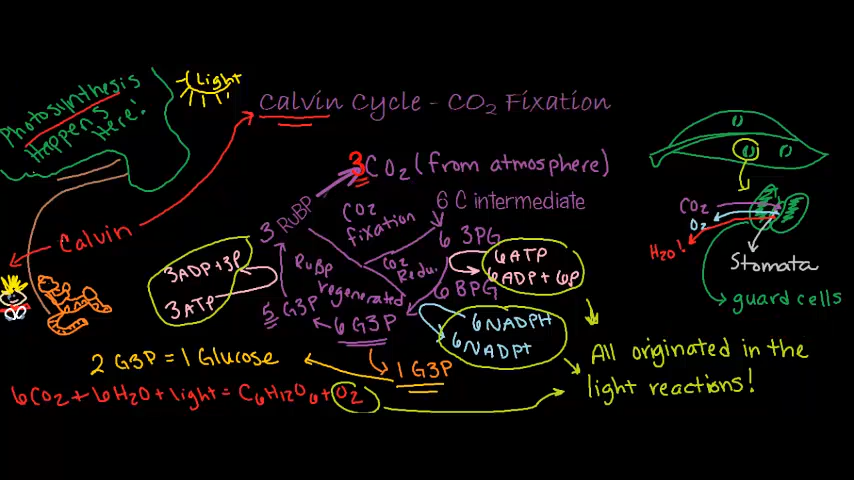 Photosynthesis
Happens
Here!
Light
Calvin Cycle - CO2 Fixation
3CO2 (from atmosphere)
6 C intermediate
3 RuBP
CO2
fixation
6 3PG
Calvin
CO2
Redu.
6ATP
6ADP + 6P
6 BPG
RuBP
regenerated
3ADP+3P
3ATP
5 G3P
6 G3P
6NADPH
6NADP+
1 G3P
2 G3P = 1 Glucose
6CO2 + 6H2O + light = C6H12O6 + O2
All originated in the
light reactions!
CO2
O2
H2O!
Stomata
guard cells